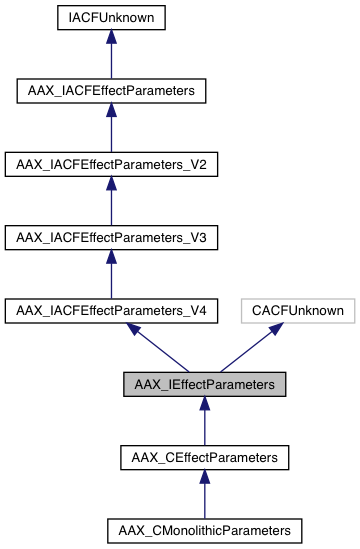 IACFUnknown
AAX_IACFEffectParameters
AAX_IACFEffectParameters_V2
AAX_IACFEffectParameters_V3
AAX_IACFEffectParameters_V4
CACFUnknown
AAX_IEffectParameters
AAX_CEffectParameters
AAX_CMonolithicParameters